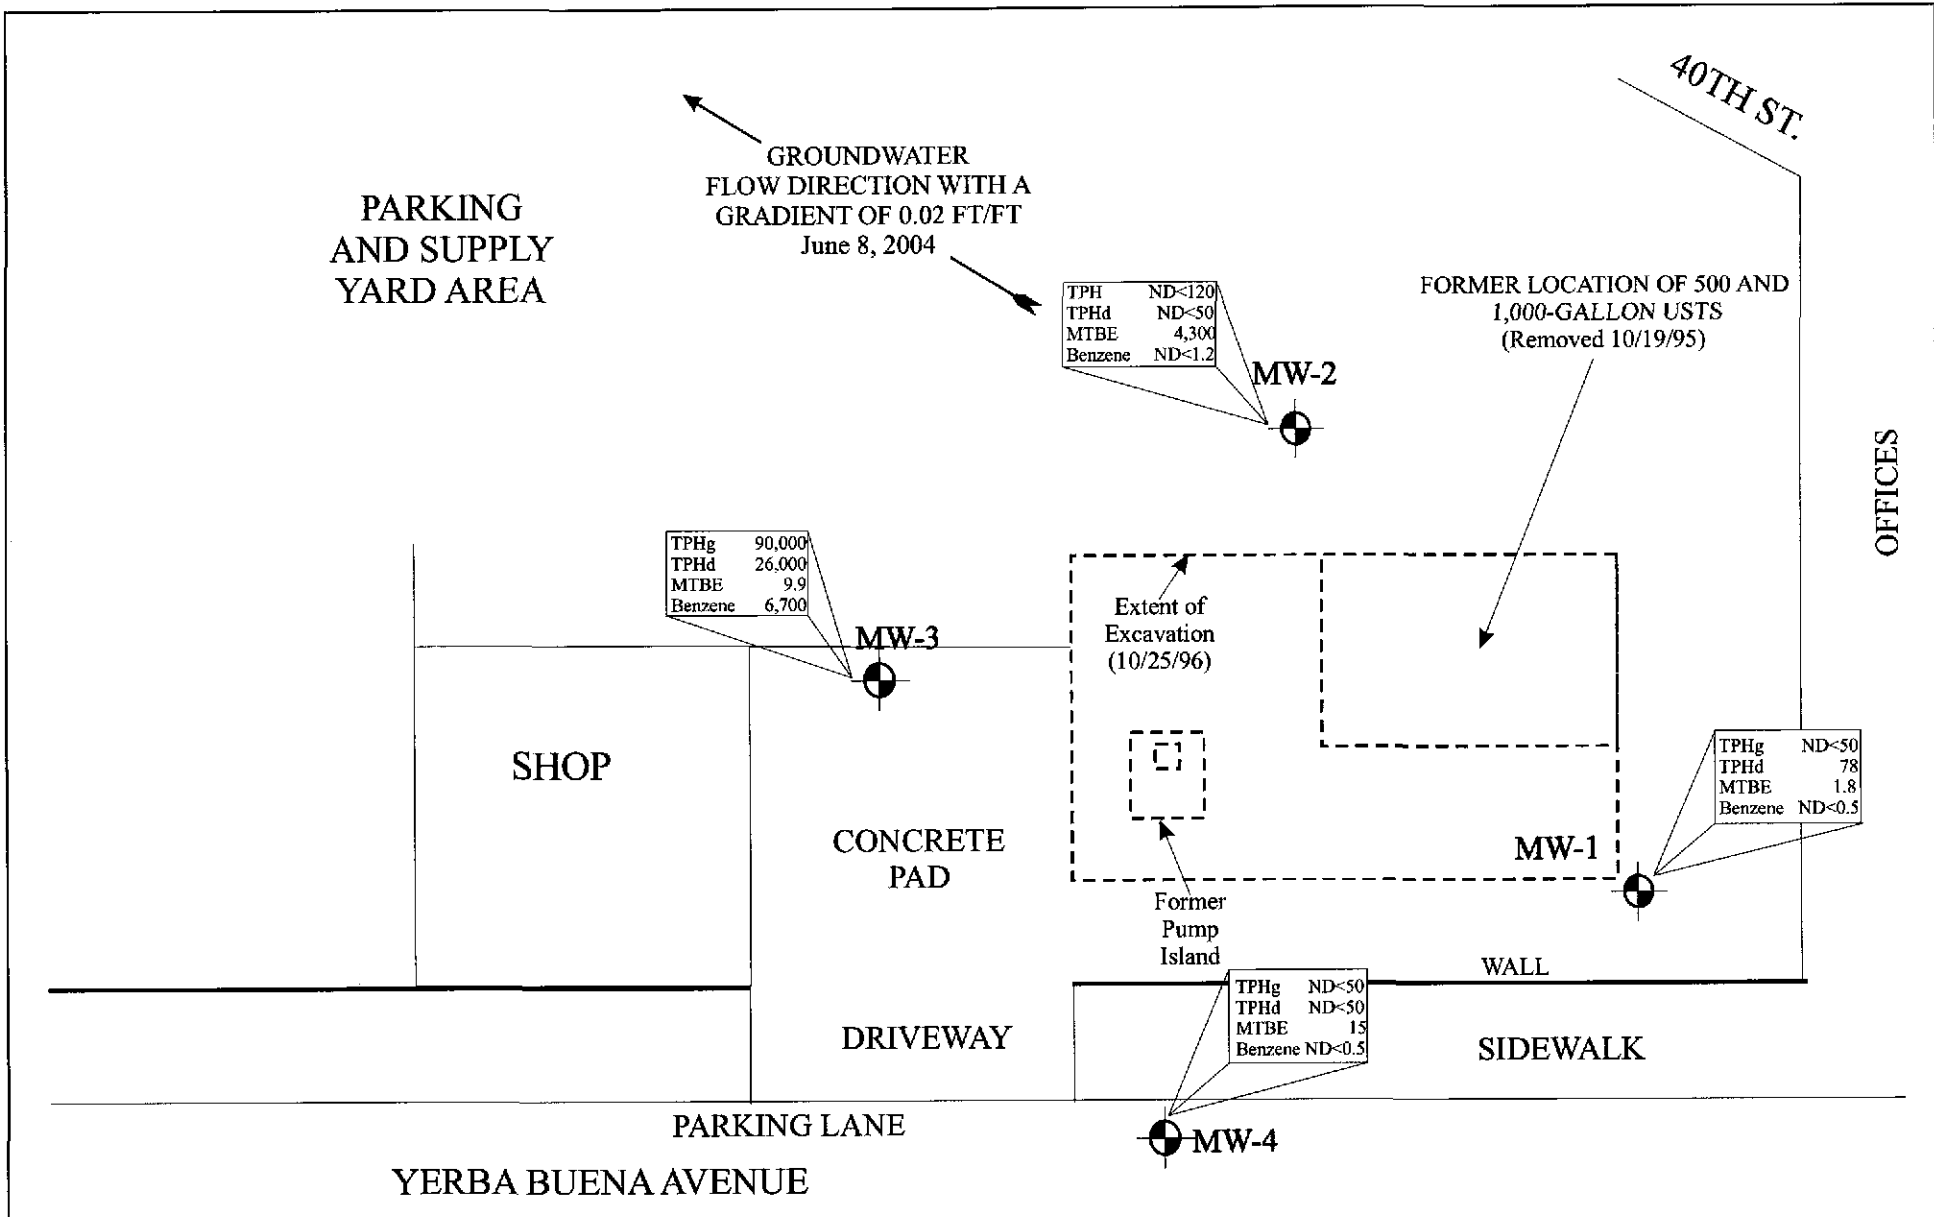 40TH ST.
GROUNDWATER
FLOW DIRECTION WITH A
GRADIENT OF 0.02 FT/FT
June 8, 2004
PARKING
AND SUPPLY
YARD AREA
TPH ND<120
TPHd ND<50
MTBE 4,300
Benzene ND<1.2
MW-2
FORMER LOCATION OF 500 AND
1,000-GALLON USTS
(Removed 10/19/95)
OFFICES
TPHg 90,000
TPHd 26,000
MTBE 9.9
Benzene 6,700
MW-3
Extent of
Excavation
(10/25/96)
SHOP
CONCRETE
PAD
TPHg ND<50
TPHd 78
MTBE 1.8
Benzene ND<0.5
MW-1
Former
Pump
Island
WALL
TPHg ND<50
TPHd ND<50
MTBE 15
Benzene ND<0.5
DRIVEWAY
SIDEWALK
PARKING LANE
MW-4
YERBA BUENA AVENUE